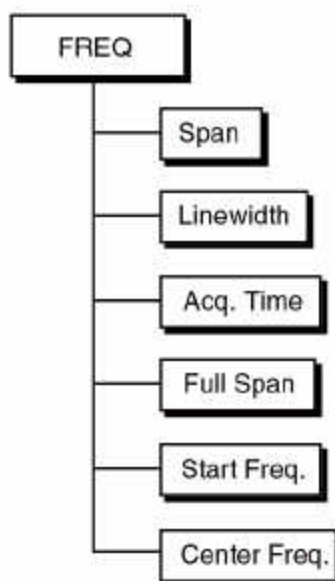 FREQ
Span
Linewidth
Acq. Time
Full Span
Start Freq.
Center Freq.